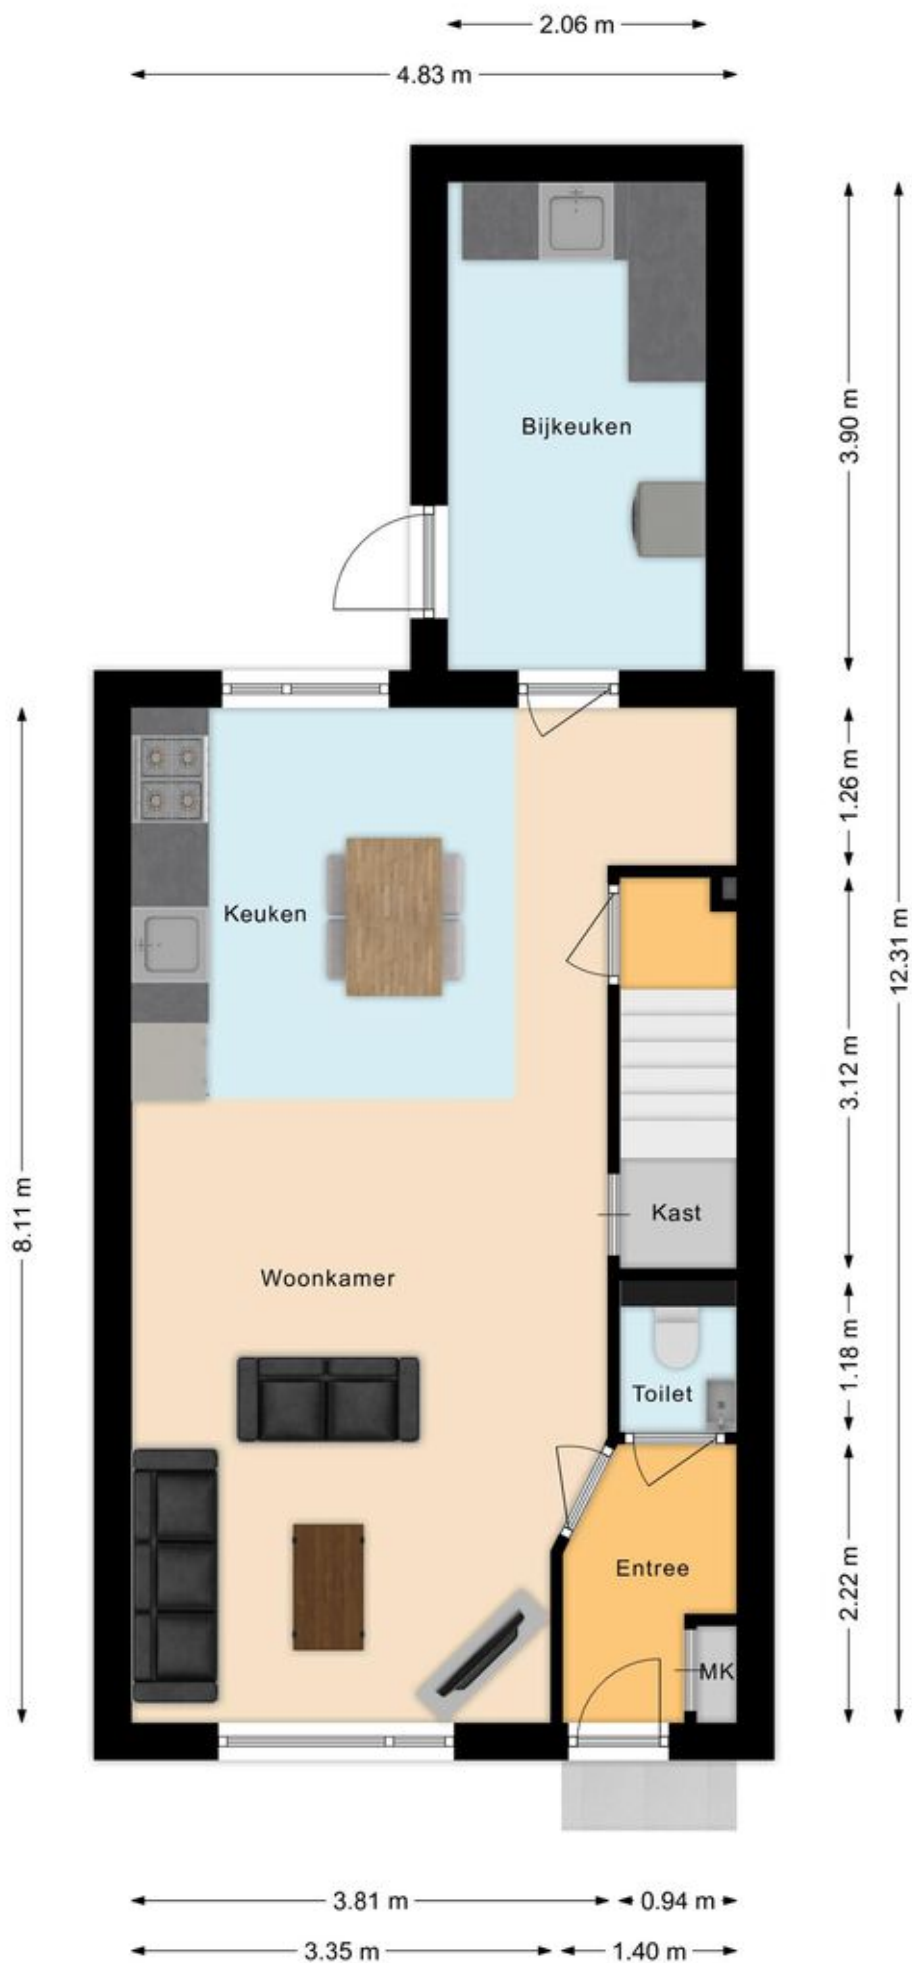 2.06 m
4.83 m
Bijkeuken
3.90 m
1.26 m
Keuken
12.31 m
3.12 m
8.11 m
Kast
Woonkamer
1.18 m
Toilet
Entree
2.22 m
MK
3.81 m
0.94 m
3.35 m
1.40 m